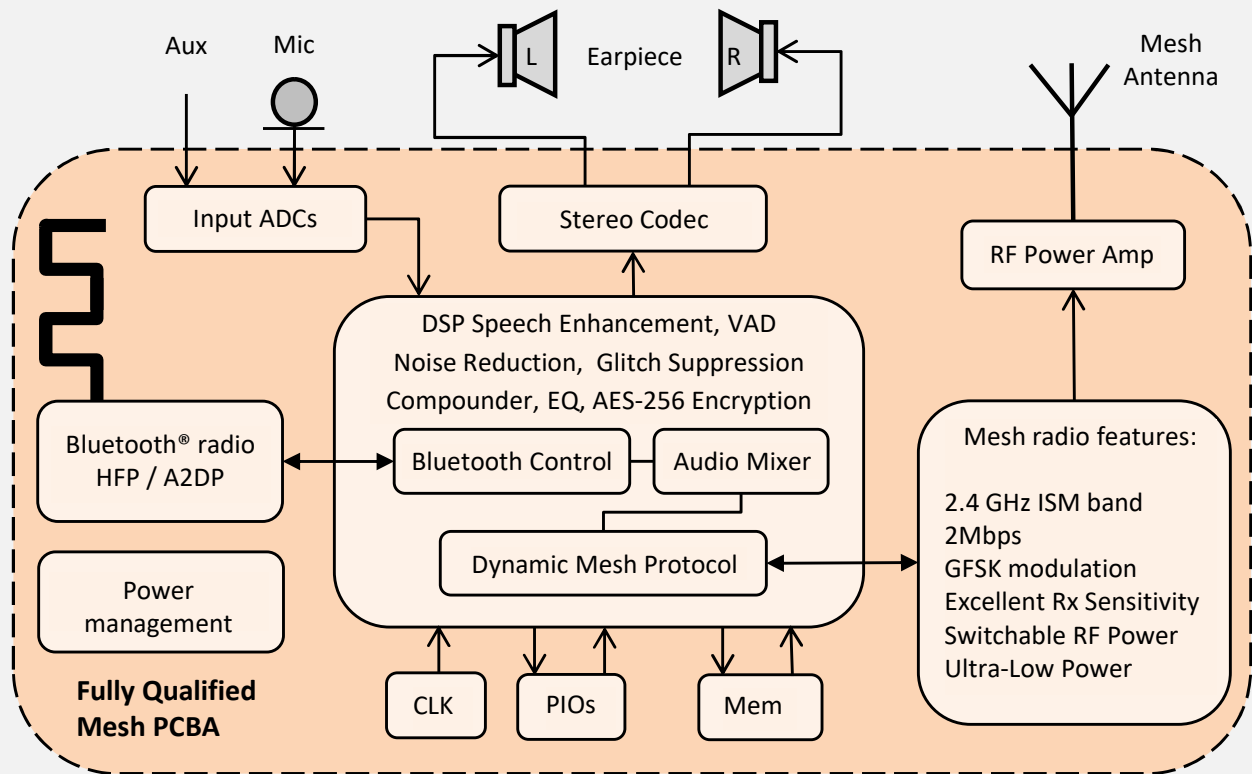 Aux
Mic
L
Earpiece
R
Mesh
Antenna
Input ADCs
Stereo Codec
RF Power Amp
DSP Speech Enhancement, VAD
Noise Reduction, Glitch Suppression
Compounder, EQ, AES-256 Encryption
Bluetooth® radio
HFP / A2DP
Bluetooth Control
Audio Mixer
Dynamic Mesh Protocol
Mesh radio features:
2.4 GHz ISM band
2Mbps
GFSK modulation
Excellent Rx Sensitivity
Switchable RF Power
Ultra-Low Power
Power
management
Fully Qualified
Mesh PCBA
CLK
PIOs
Mem